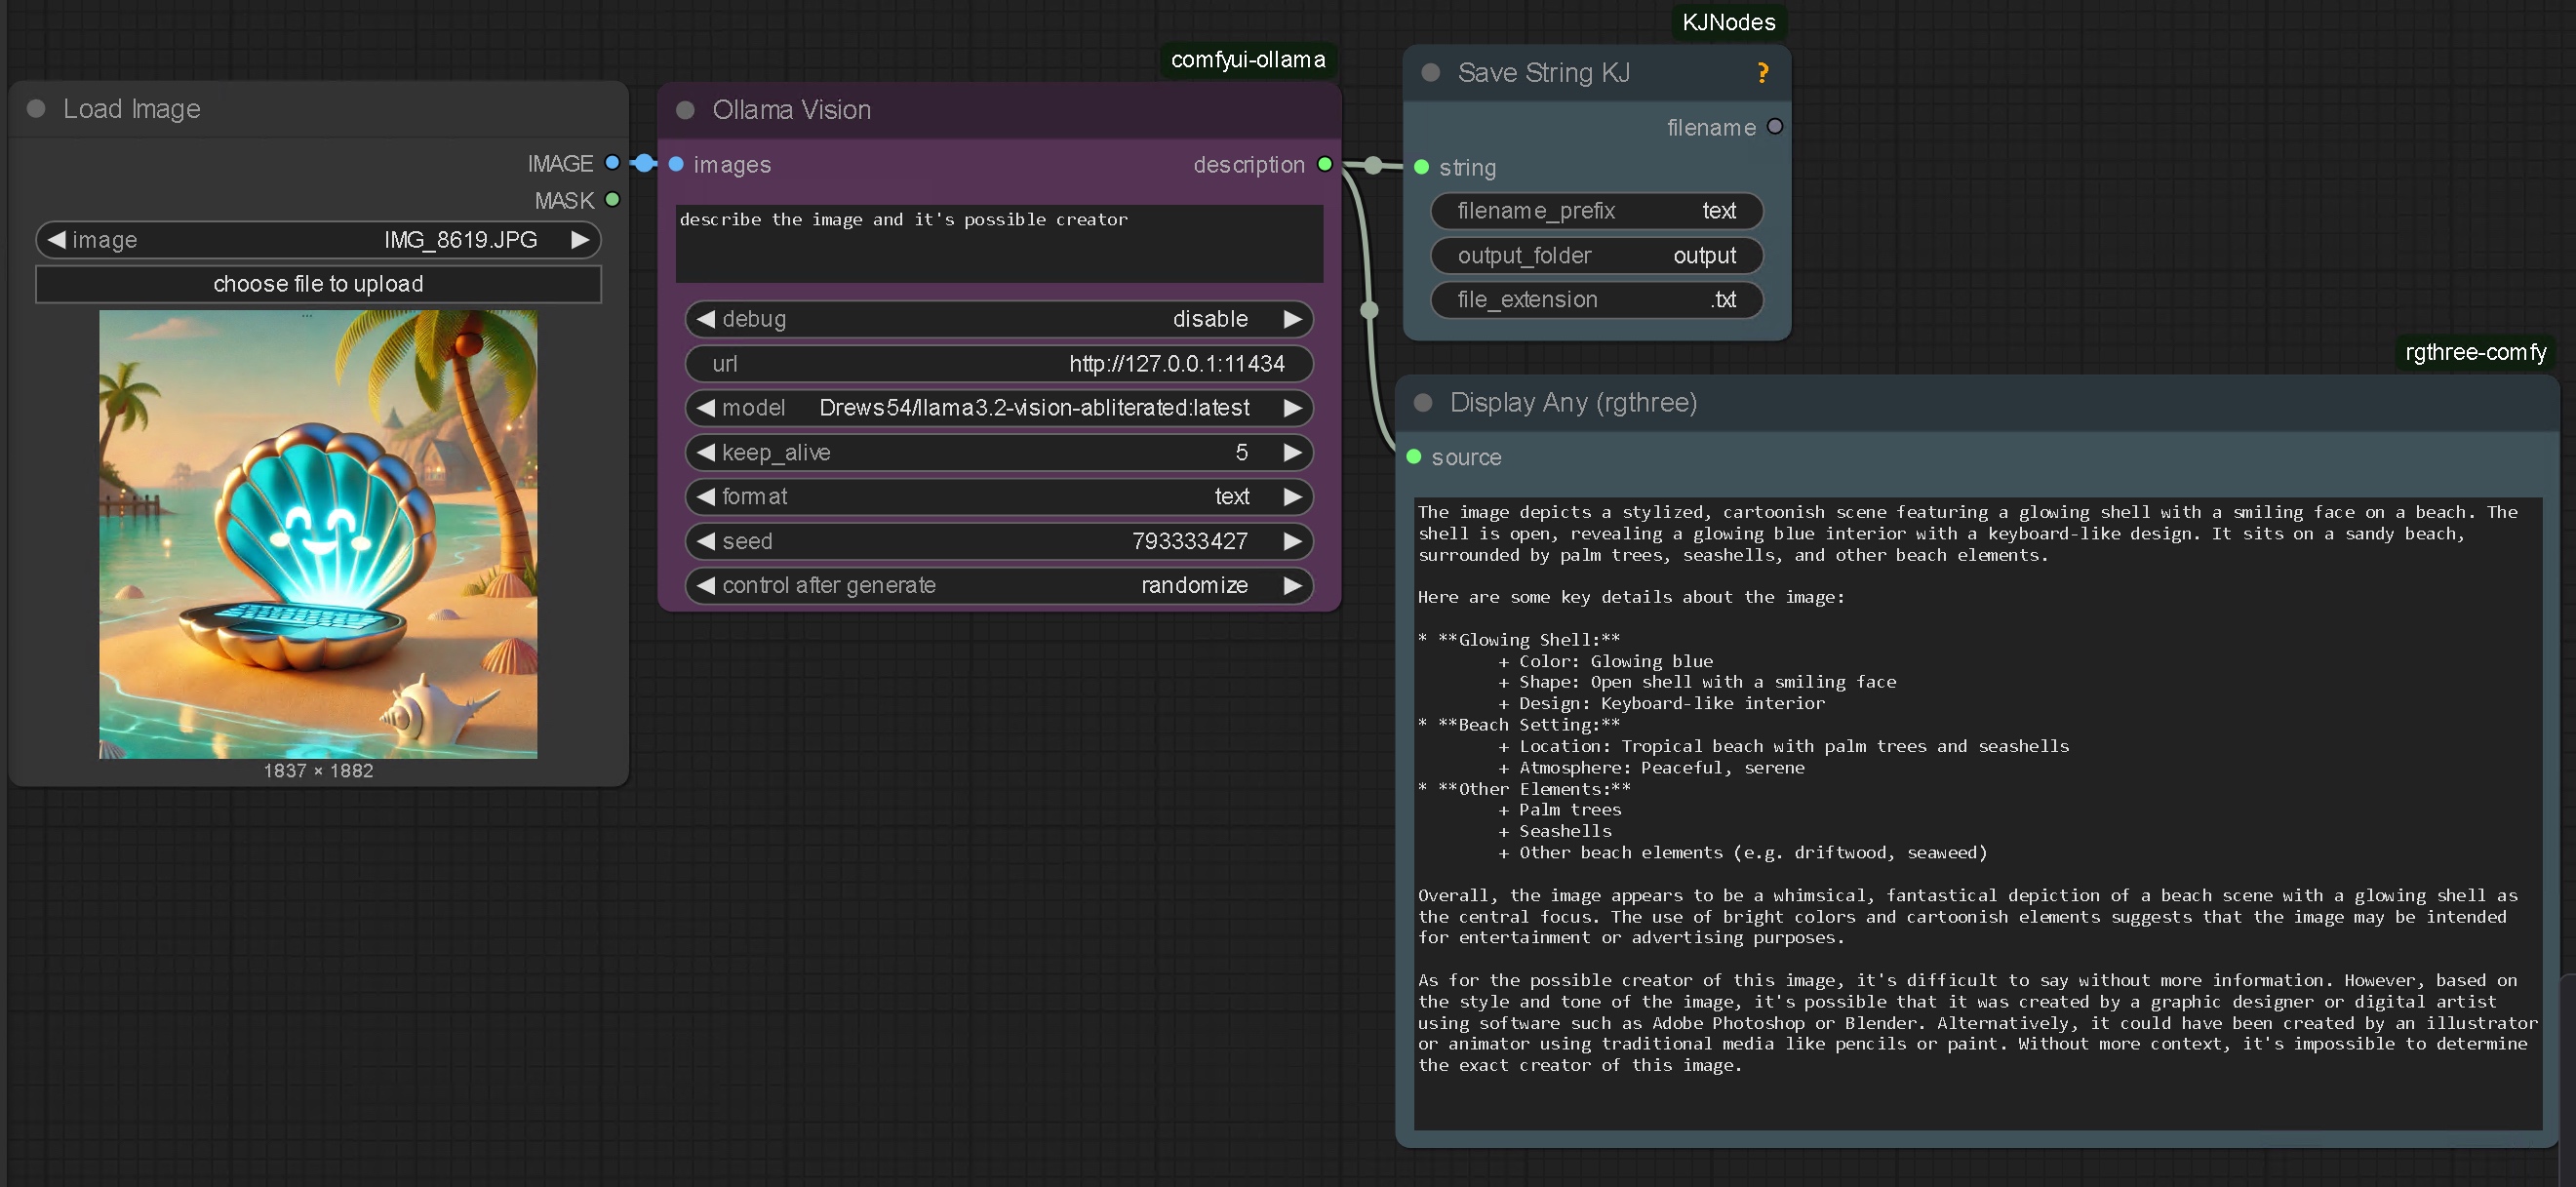 Load Image
IMAGE
MASK
image IMG_8619.JPG
choose file to upload
1837 × 1882
comfyui-ollama
Ollama Vision
images description
describe the image and it's possible creator
debug disable
url http://127.0.0.1:11434
model Drews54/llama3.2-vision-abliterated:latest
keep_alive 5
format text
seed 793333427
control after generate randomize
KJNodes
Save String KJ ?
filename
string
filename_prefix text
output_folder output
file_extension .txt
rgthree-comfy
Display Any (rgthree)
source
The image depicts a stylized, cartoonish scene featuring a glowing shell with a smiling face on a beach. The
shell is open, revealing a glowing blue interior with a keyboard-like design. It sits on a sandy beach,
surrounded by palm trees, seashells, and other beach elements.
Here are some key details about the image:
* **Glowing Shell:**
+ Color: Glowing blue
+ Shape: Open shell with a smiling face
+ Design: Keyboard-like interior
* **Beach Setting:**
+ Location: Tropical beach with palm trees and seashells
+ Atmosphere: Peaceful, serene
* **Other Elements:**
+ Palm trees
+ Seashells
+ Other beach elements (e.g. driftwood, seaweed)
Overall, the image appears to be a whimsical, fantastical depiction of a beach scene with a glowing shell as
the central focus. The use of bright colors and cartoonish elements suggests that the image may be intended
for entertainment or advertising purposes.
As for the possible creator of this image, it's difficult to say without more information. However, based on
the style and tone of the image, it's possible that it was created by a graphic designer or digital artist
using software such as Adobe Photoshop or Blender. Alternatively, it could have been created by an illustrator
or animator using traditional media like pencils or paint. Without more context, it's impossible to determine
the exact creator of this image.